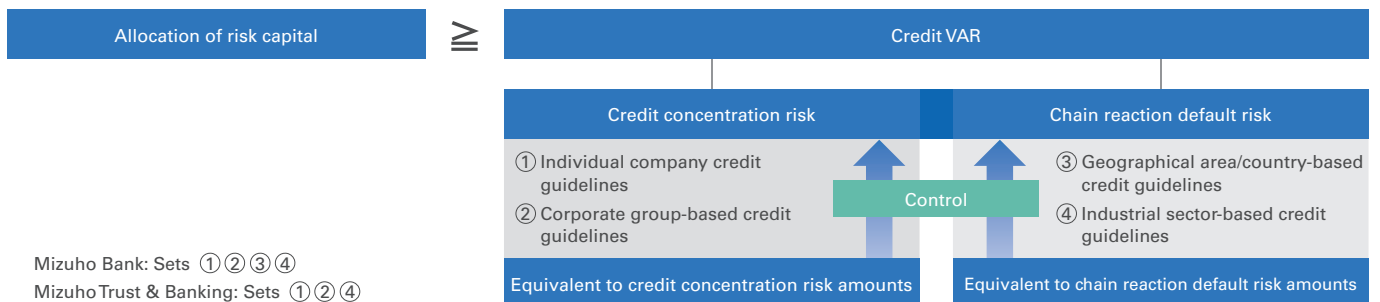 Allocation of risk capital
≧
Credit VAR
Credit concentration risk
Chain reaction default risk
① Individual company credit
guidelines
② Corporate group-based credit
guidelines
Control
③ Geographical area/country-based
credit guidelines
④ Industrial sector-based credit
guidelines
Equivalent to credit concentration risk amounts
Equivalent to chain reaction default risk amounts
Mizuho Bank: Sets ①②③④
Mizuho Trust & Banking: Sets ①②④